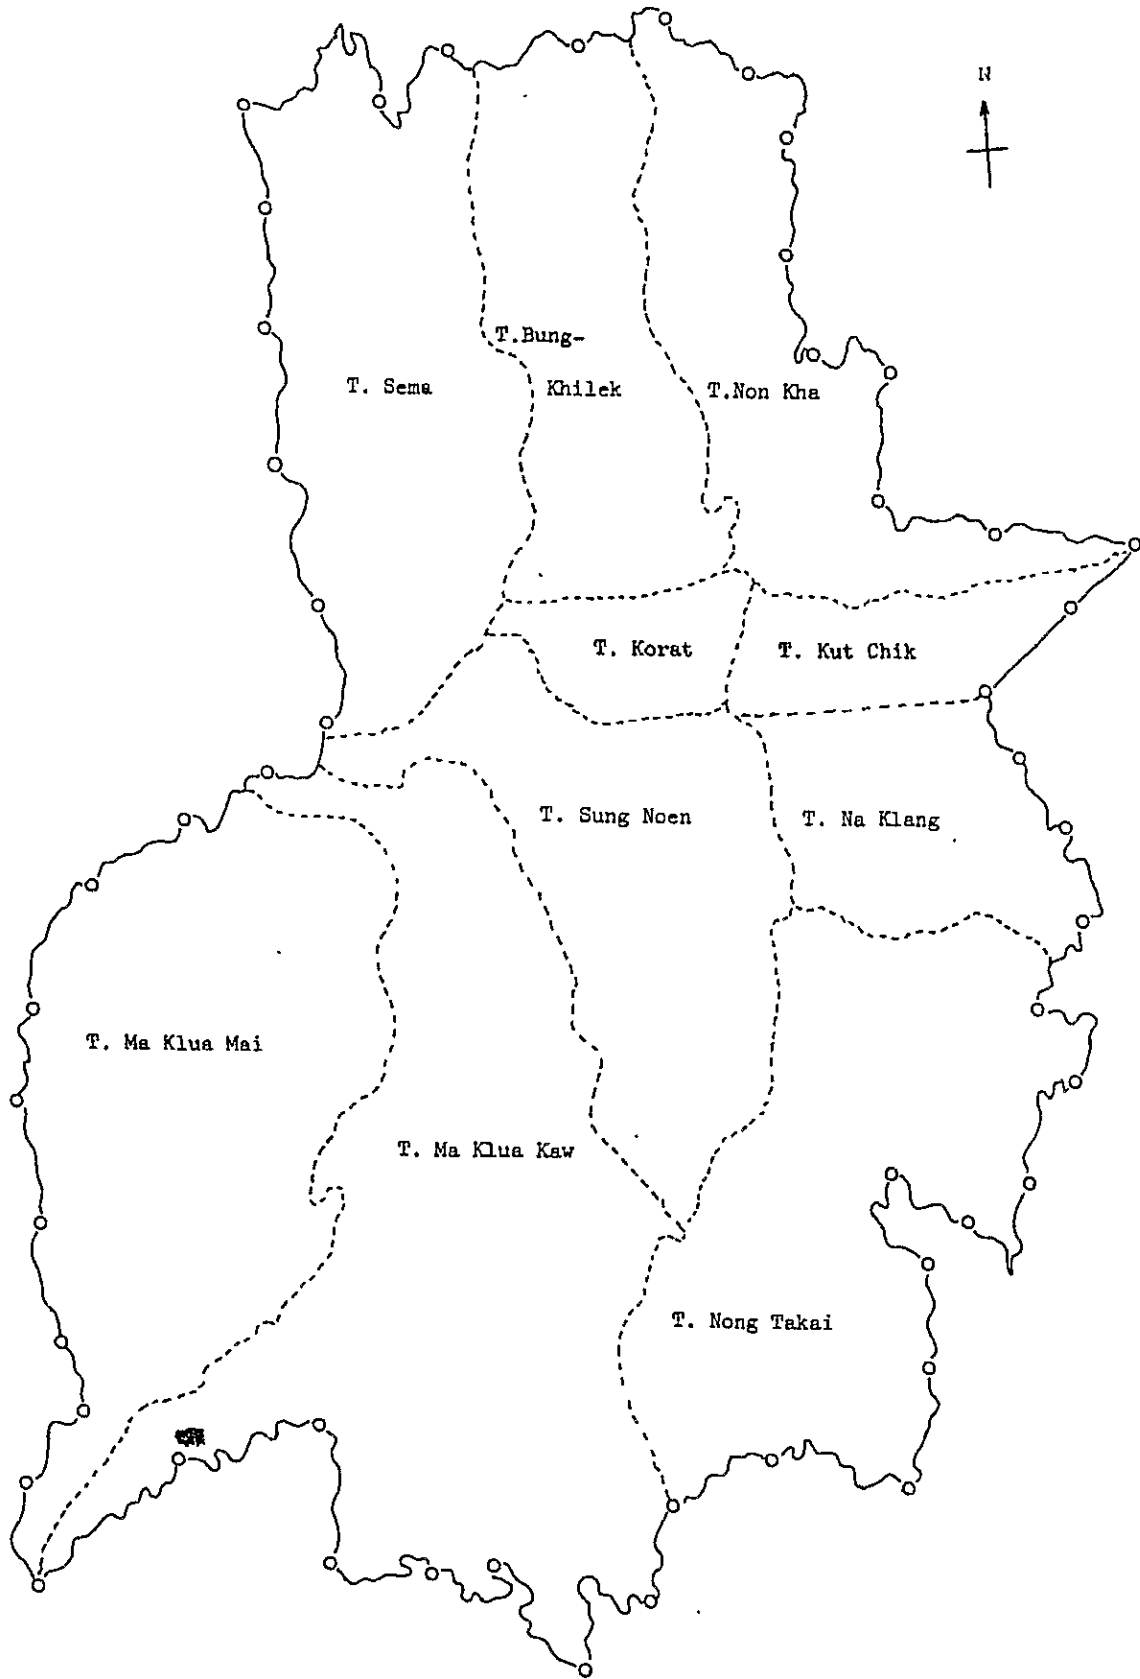 N
T.Bung-
T. Sema
Khilek
T.Non Kha
T. Korat
T. Kut Chik
T. Sung Noen
T. Na Klang
T. Ma Klua Mai
T. Ma Klua Kaw
T. Nong Takai